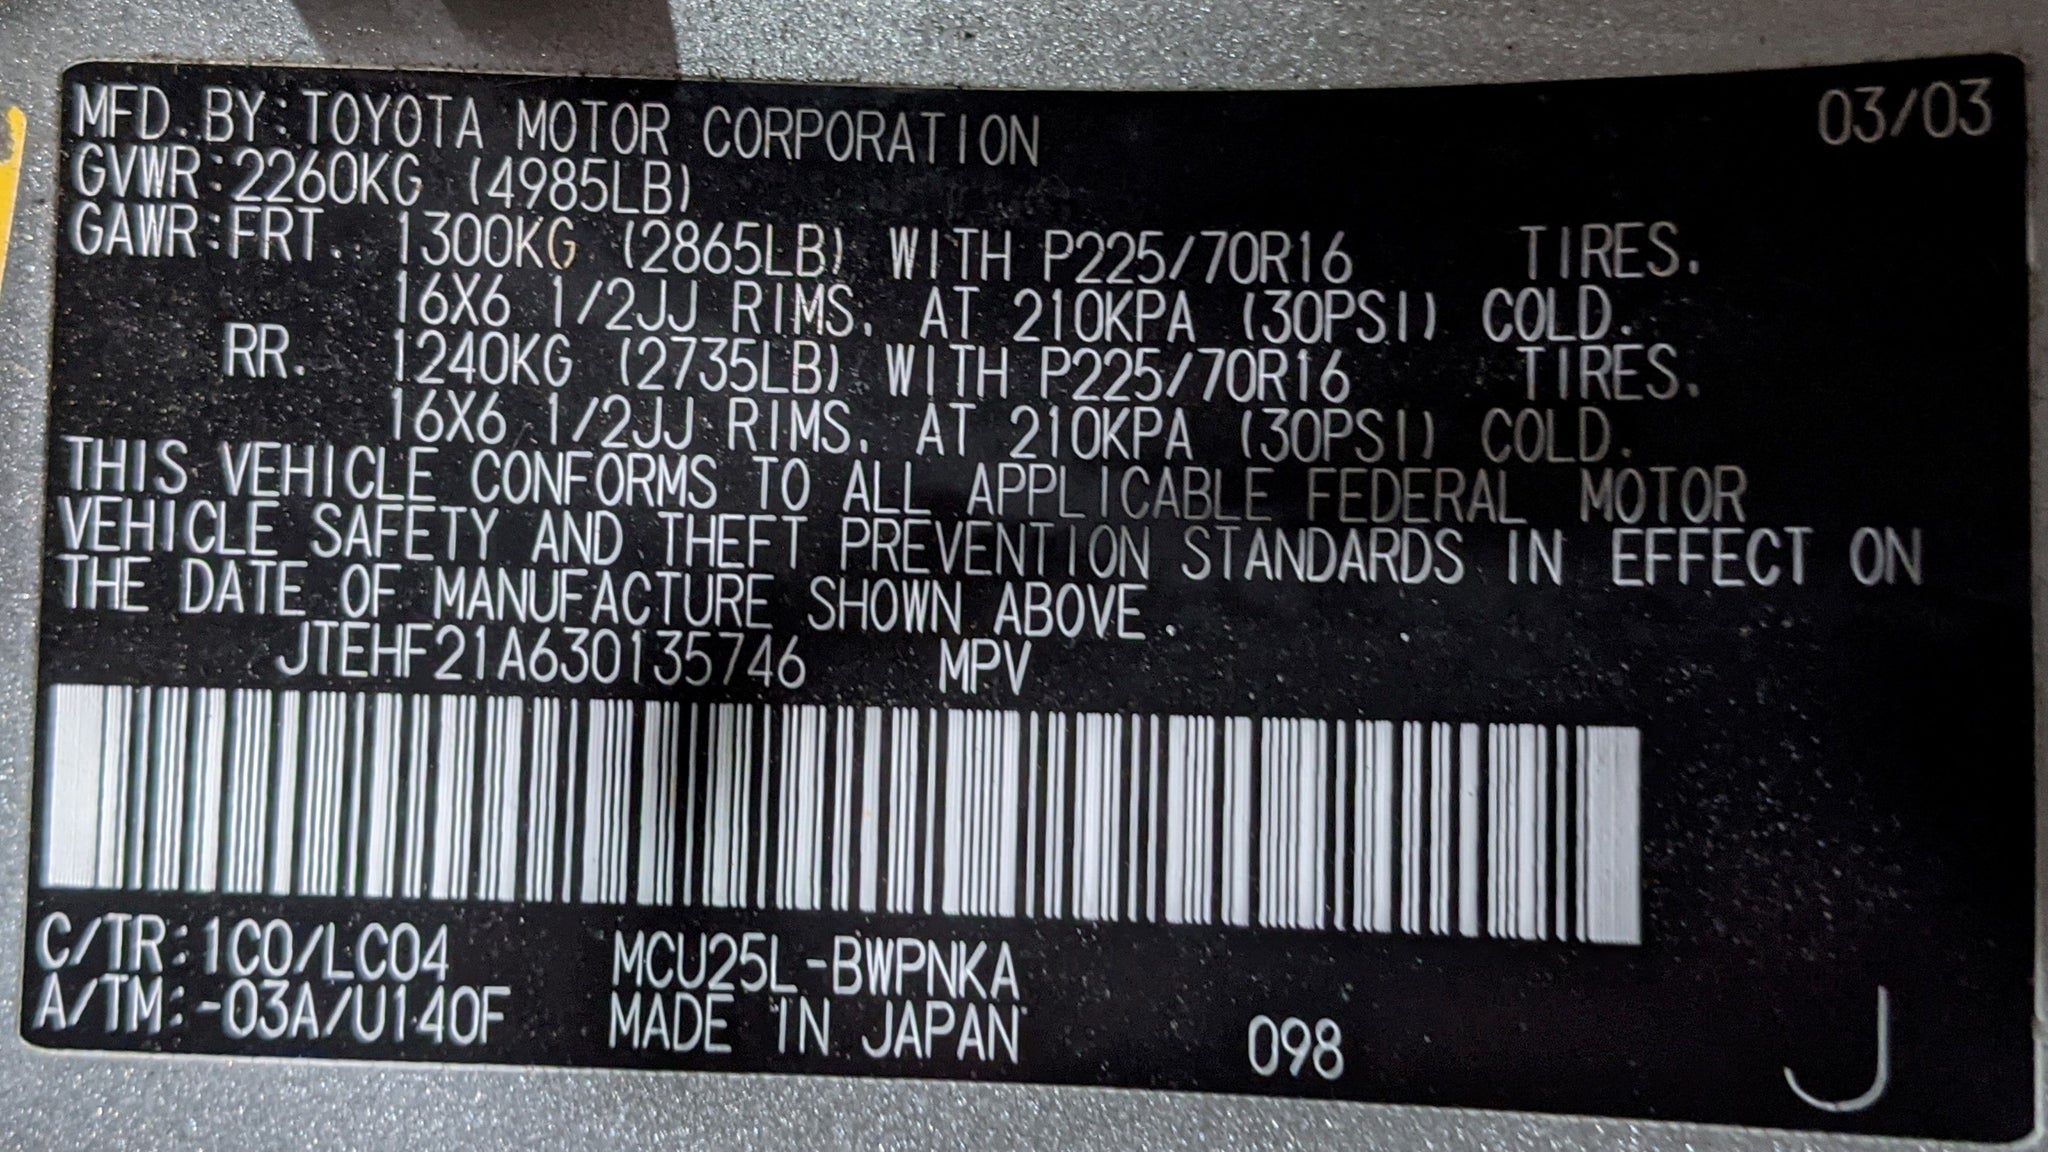 MFD. BY: TOYOTA MOTOR CORPORATION 03/03
GVWR: 2260KG (4985LB)
GAWR: FRT. 1300KG (2865LB) WITH P225/70R16 TIRES.
16X6 1/2JJ RIMS. AT 210KPA (30PSI) COLD.
RR. 1240KG (2735LB) WITH P225/70R16 TIRES.
16X6 1/2JJ RIMS. AT 210KPA (30PSI) COLD.
THIS VEHICLE CONFORMS TO ALL APPLICABLE FEDERAL MOTOR
VEHICLE SAFETY AND THEFT PREVENTION STANDARDS IN EFFECT ON
THE DATE OF MANUFACTURE SHOWN ABOVE.
JTEHF21A630135746 MPV
C/TR: 1C0/LC04 MCU25L-BWPNKA
A/TM: -03A/U140F MADE IN JAPAN 098 J